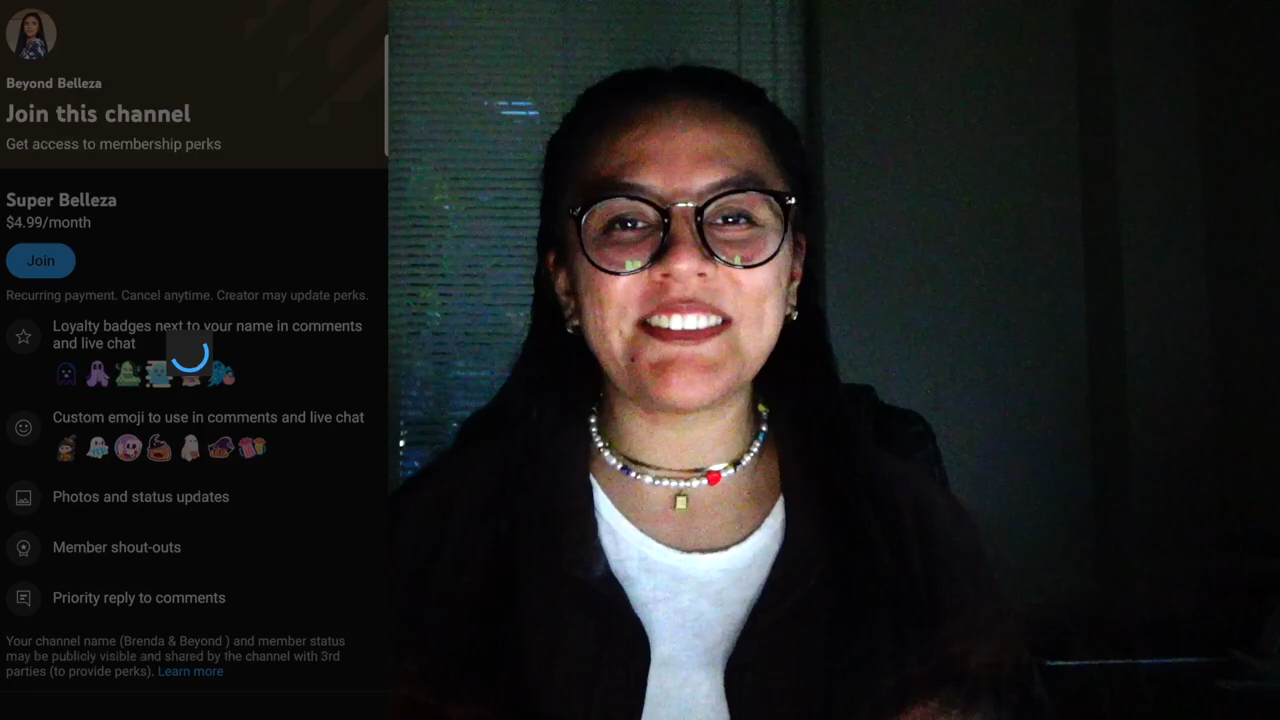 Beyond Belleza
Join this channel
Get access to membership perks
Super Belleza
$4.99/month
Join
Recurring payment. Cancel anytime. Creator may update perks.
Loyalty badges next to your name in comments
and live chat
Custom emoji to use in comments and live chat
Photos and status updates
Member shout-outs
Priority reply to comments
Your channel name (Brenda & Beyond ) and member status
may be publicly visible and shared by the channel with 3rd
parties (to provide perks). Learn more